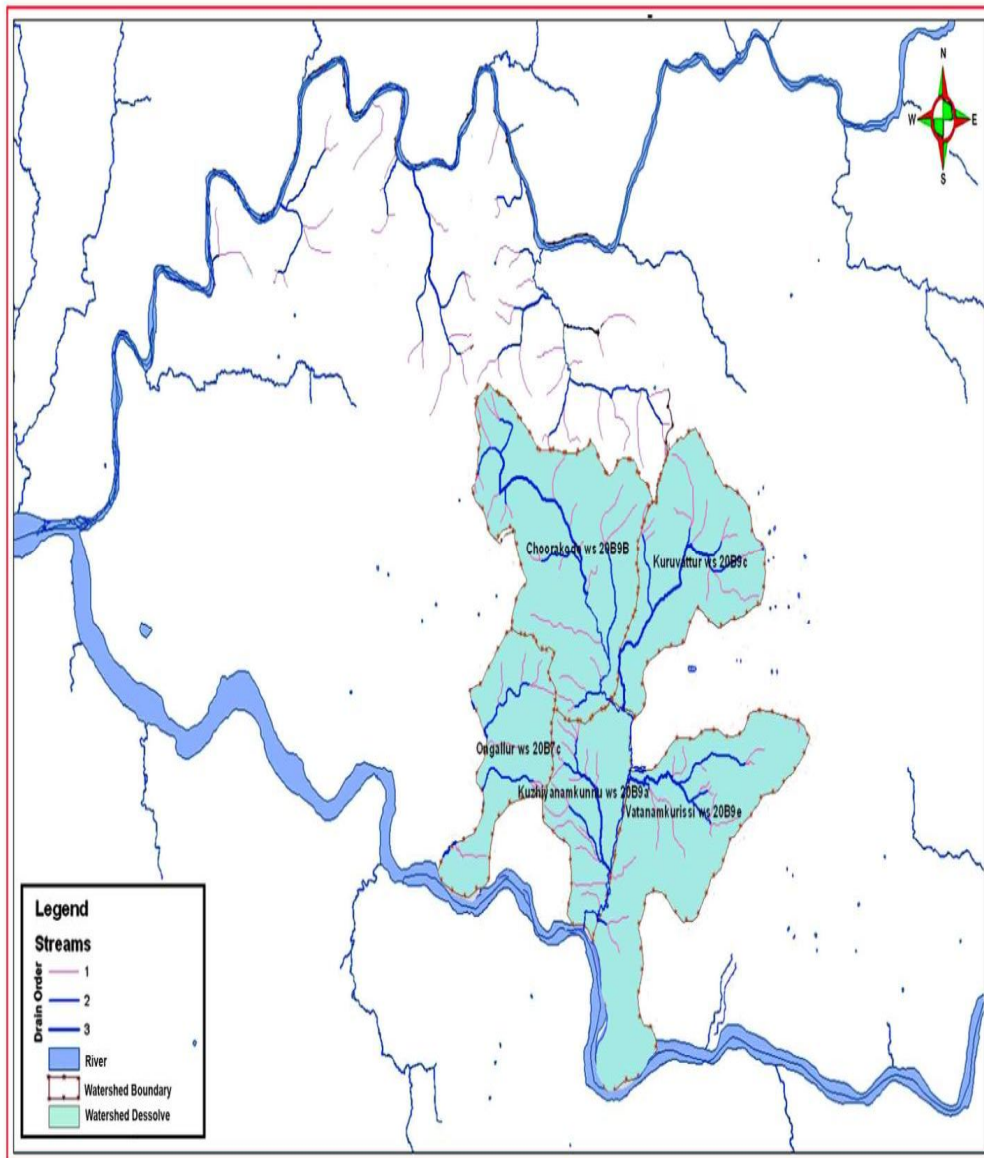 N
W E
S
Choorakode ws 20B9B
Kuruvattur ws 20B9c
Ongallur ws 20B7c
Kuzhiyanamkunnu ws 20B9a
Vatanamkurissi ws 20B9e
Legend
Streams
Drain Order
1
2
3
River
Watershed Boundary
Watershed Dessolve